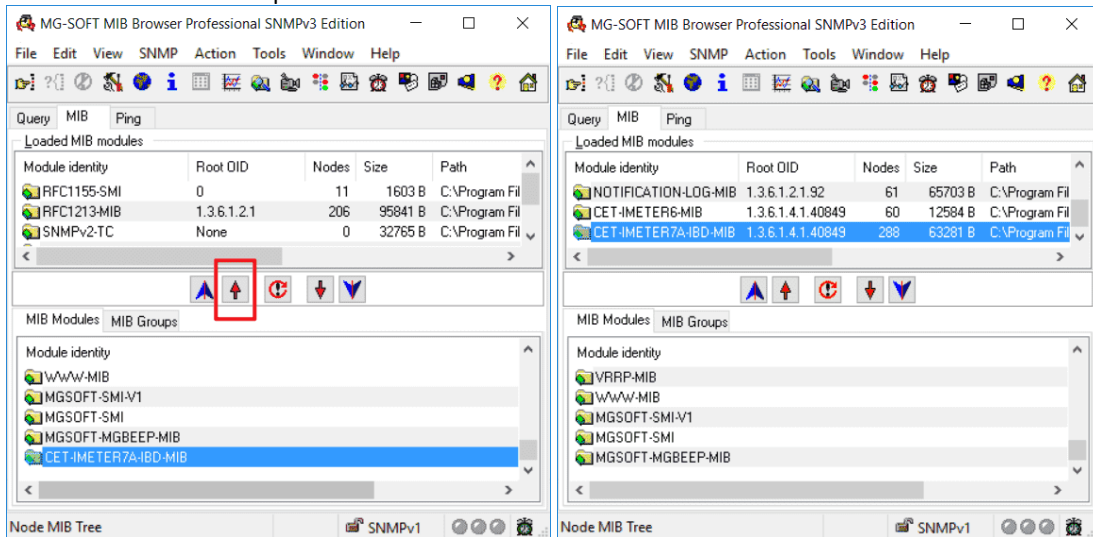 MG-SOFT MIB Browser Professional SNMPv3 Edition
File Edit View SNMP Action Tools Window Help
Query MIB Ping
Loaded MIB modules
Module identity Root OID Nodes Size Path
RFC1155-SMI 0 11 1603 B C:\Program Fil
RFC1213-MIB 1.3.6.1.2.1 206 95841 B C:\Program Fil
SNMPv2-TC None 0 32765 B C:\Program Fil
MIB Modules MIB Groups
Module identity
WWW-MIB
MGSOFT-SMI-V1
MGSOFT-SMI
MGSOFT-MGBEEP-MIB
CET-IMETER7A-IBD-MIB
Node MIB Tree SNMPv1
MG-SOFT MIB Browser Professional SNMPv3 Edition
File Edit View SNMP Action Tools Window Help
Query MIB Ping
Loaded MIB modules
Module identity Root OID Nodes Size Path
NOTIFICATION-LOG-MIB 1.3.6.1.2.1.92 61 65703 B C:\Program Fil
CET-IMETER6-MIB 1.3.6.1.4.1.40849 60 12584 B C:\Program Fil
CET-IMETER7A-IBD-MIB 1.3.6.1.4.1.40849 288 63281 B C:\Program Fil
MIB Modules MIB Groups
Module identity
VRRP-MIB
WWW-MIB
MGSOFT-SMI-V1
MGSOFT-SMI
MGSOFT-MGBEEP-MIB
Node MIB Tree SNMPv1